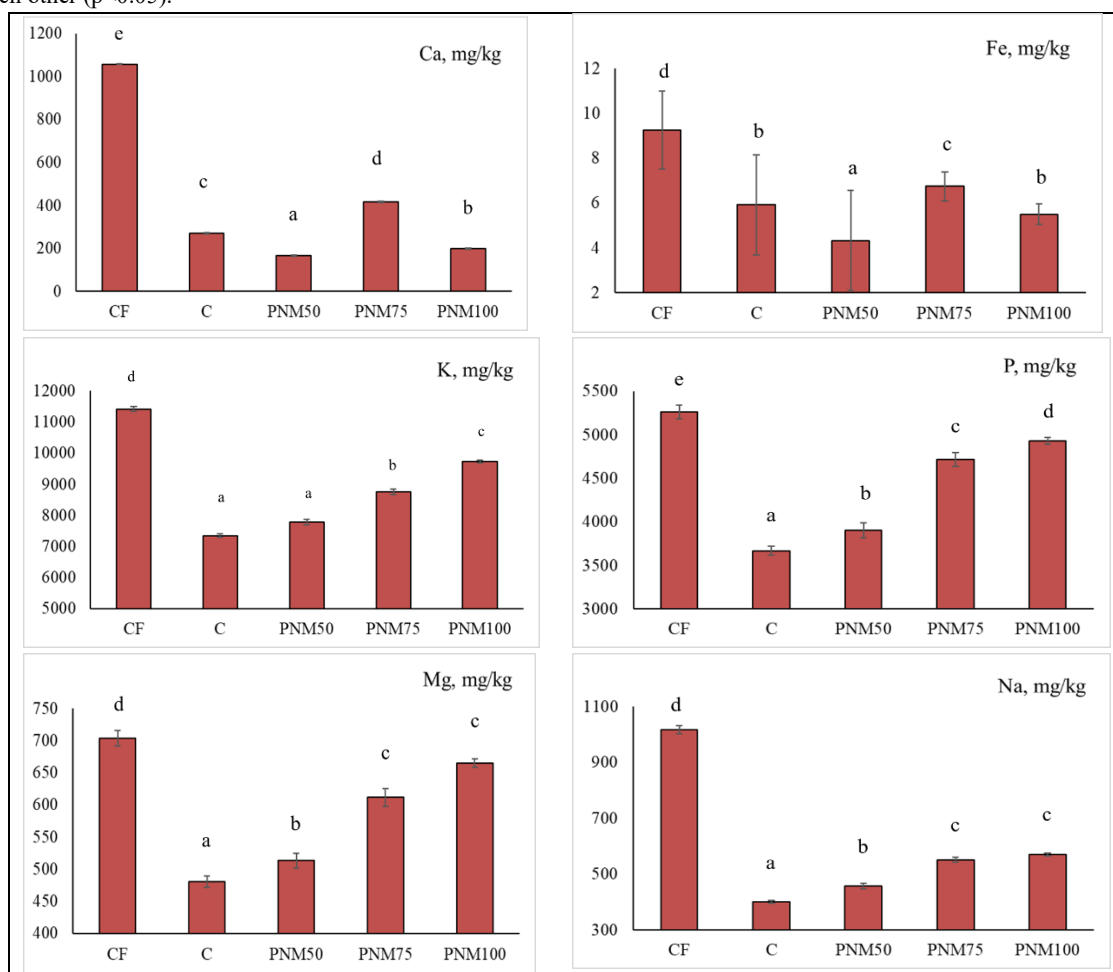 other
1200
1000
800
600
400
200
0
Ca, mg/kg
e
c
a
d
b
CF C PNM50 PNM75 PNM100
12
10
8
6
4
2
Fe, mg/kg
d
b
a
c
b
CF C PNM50 PNM75 PNM100
12000
11000
10000
9000
8000
7000
6000
5000
K, mg/kg
d
a
a
b
c
CF C PNM50 PNM75 PNM100
5500
5000
4500
4000
3500
3000
P, mg/kg
e
a
b
c
d
CF C PNM50 PNM75 PNM100
750
700
650
600
550
500
450
400
Mg, mg/kg
d
a
b
c
c
CF C PNM50 PNM75 PNM100
1100
900
700
500
300
Na, mg/kg
d
a
b
c
c
CF C PNM50 PNM75 PNM100